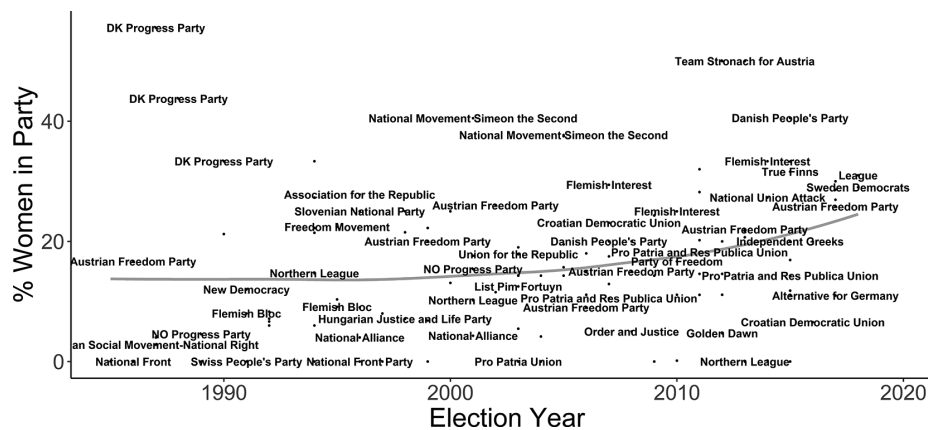 DK Progress Party
Team Stronach for Austria
DK Progress Party
40
National Movement Simeon the Second
Danish People's Party
National Movement Simeon the Second
DK Progress Party
Flemish Interest
True Finns
League
Flemish Interest
Sweden Democrats
Association for the Republic
National Union Attack
Austrian Freedom Party
Austrian Freedom Party
Slovenian National Party
Flemish Interest
Freedom Movement
Croatian Democratic Union
Austrian Freedom Party
20
Austrian Freedom Party
Danish People's Party
Independent Greeks
Union for the Republic
Pro Patria and Res Publica Union
Austrian Freedom Party
Party of Freedom
Northern League
NO Progress Party
Austrian Freedom Party
Pro Patria and Res Publica Union
New Democracy
List Pim Fortuyn
Northern League
Pro Patria and Res Publica Union
Alternative for Germany
Flemish Bloc
Flemish Bloc
Austrian Freedom Party
Hungarian Justice and Life Party
Croatian Democratic Union
NO Progress Party
National Alliance
National Alliance
Order and Justice
Golden Dawn
an Social Movement-National Right
0
National Front
Swiss People's Party
National Front Party
Pro Patria Union
Northern League
% Women in Party
1990
2000
2010
2020
Election Year